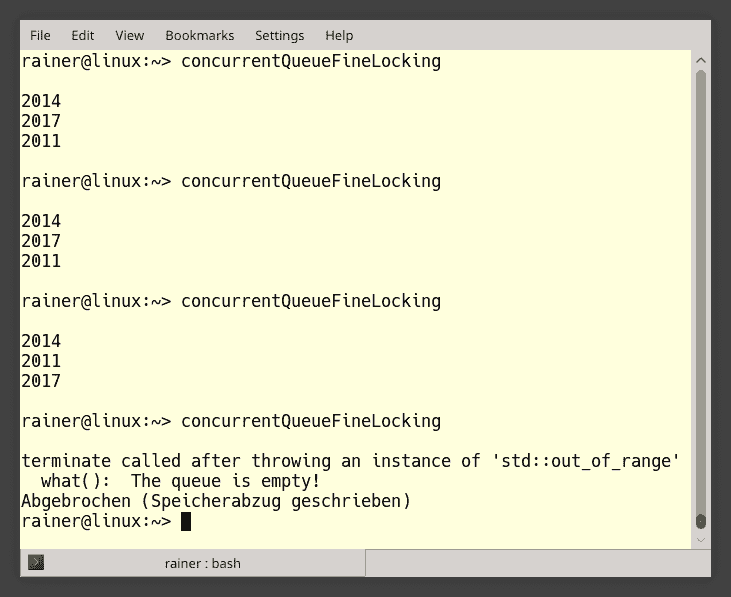 File Edit View Bookmarks Settings Help
rainer@linux:~> concurrentQueueFineLocking
2014
2017
2011
rainer@linux:~> concurrentQueueFineLocking
2014
2017
2011
rainer@linux:~> concurrentQueueFineLocking
2014
2011
2017
rainer@linux:~> concurrentQueueFineLocking
terminate called after throwing an instance of 'std::out_of_range'
  what():  The queue is empty!
Abgebrochen (Speicherabzug geschrieben)
rainer@linux:~>
rainer : bash